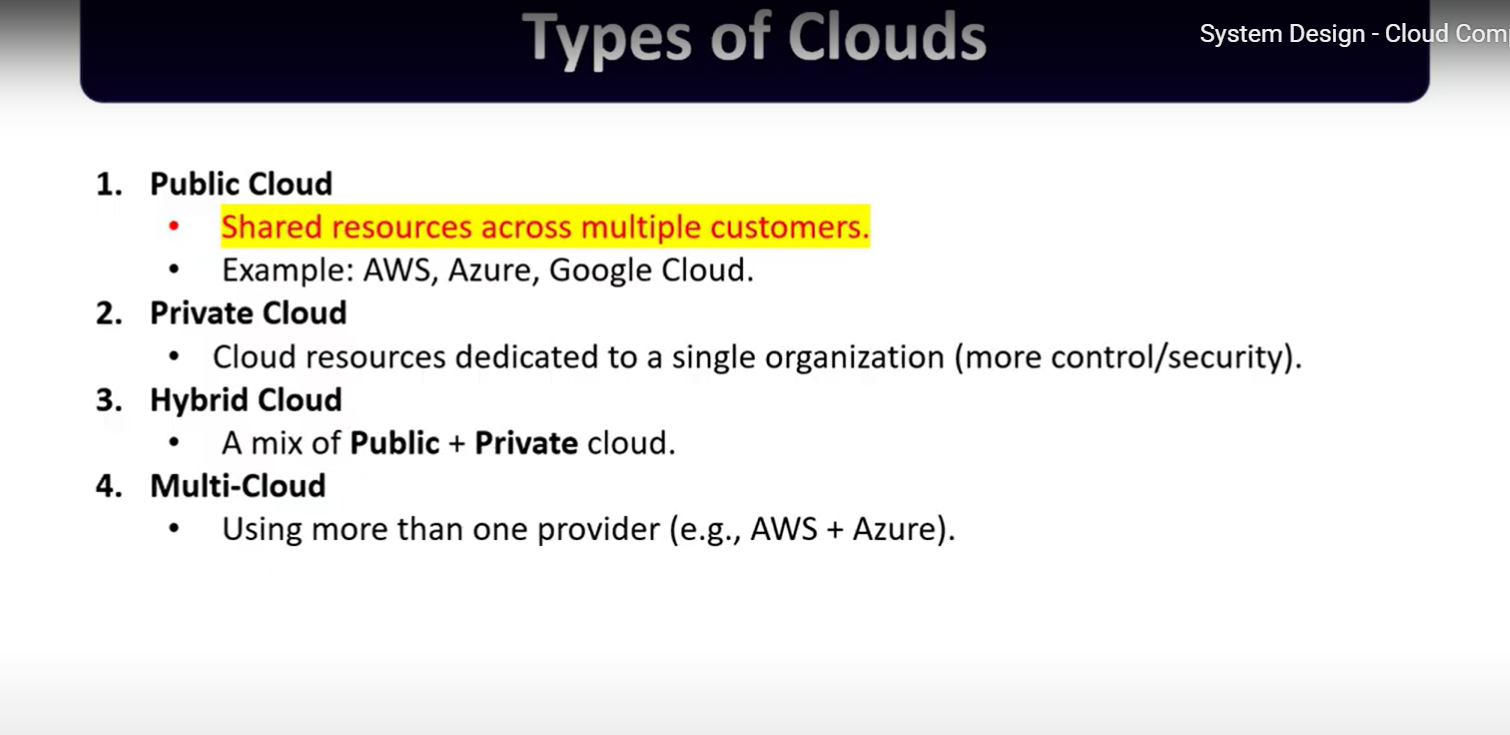 Types of Clouds
System Design - Cloud Com
1. Public Cloud
• Shared resources across multiple customers.
• Example: AWS, Azure, Google Cloud.
2. Private Cloud
• Cloud resources dedicated to a single organization (more control/security).
3. Hybrid Cloud
• A mix of Public + Private cloud.
4. Multi-Cloud
• Using more than one provider (e.g., AWS + Azure).